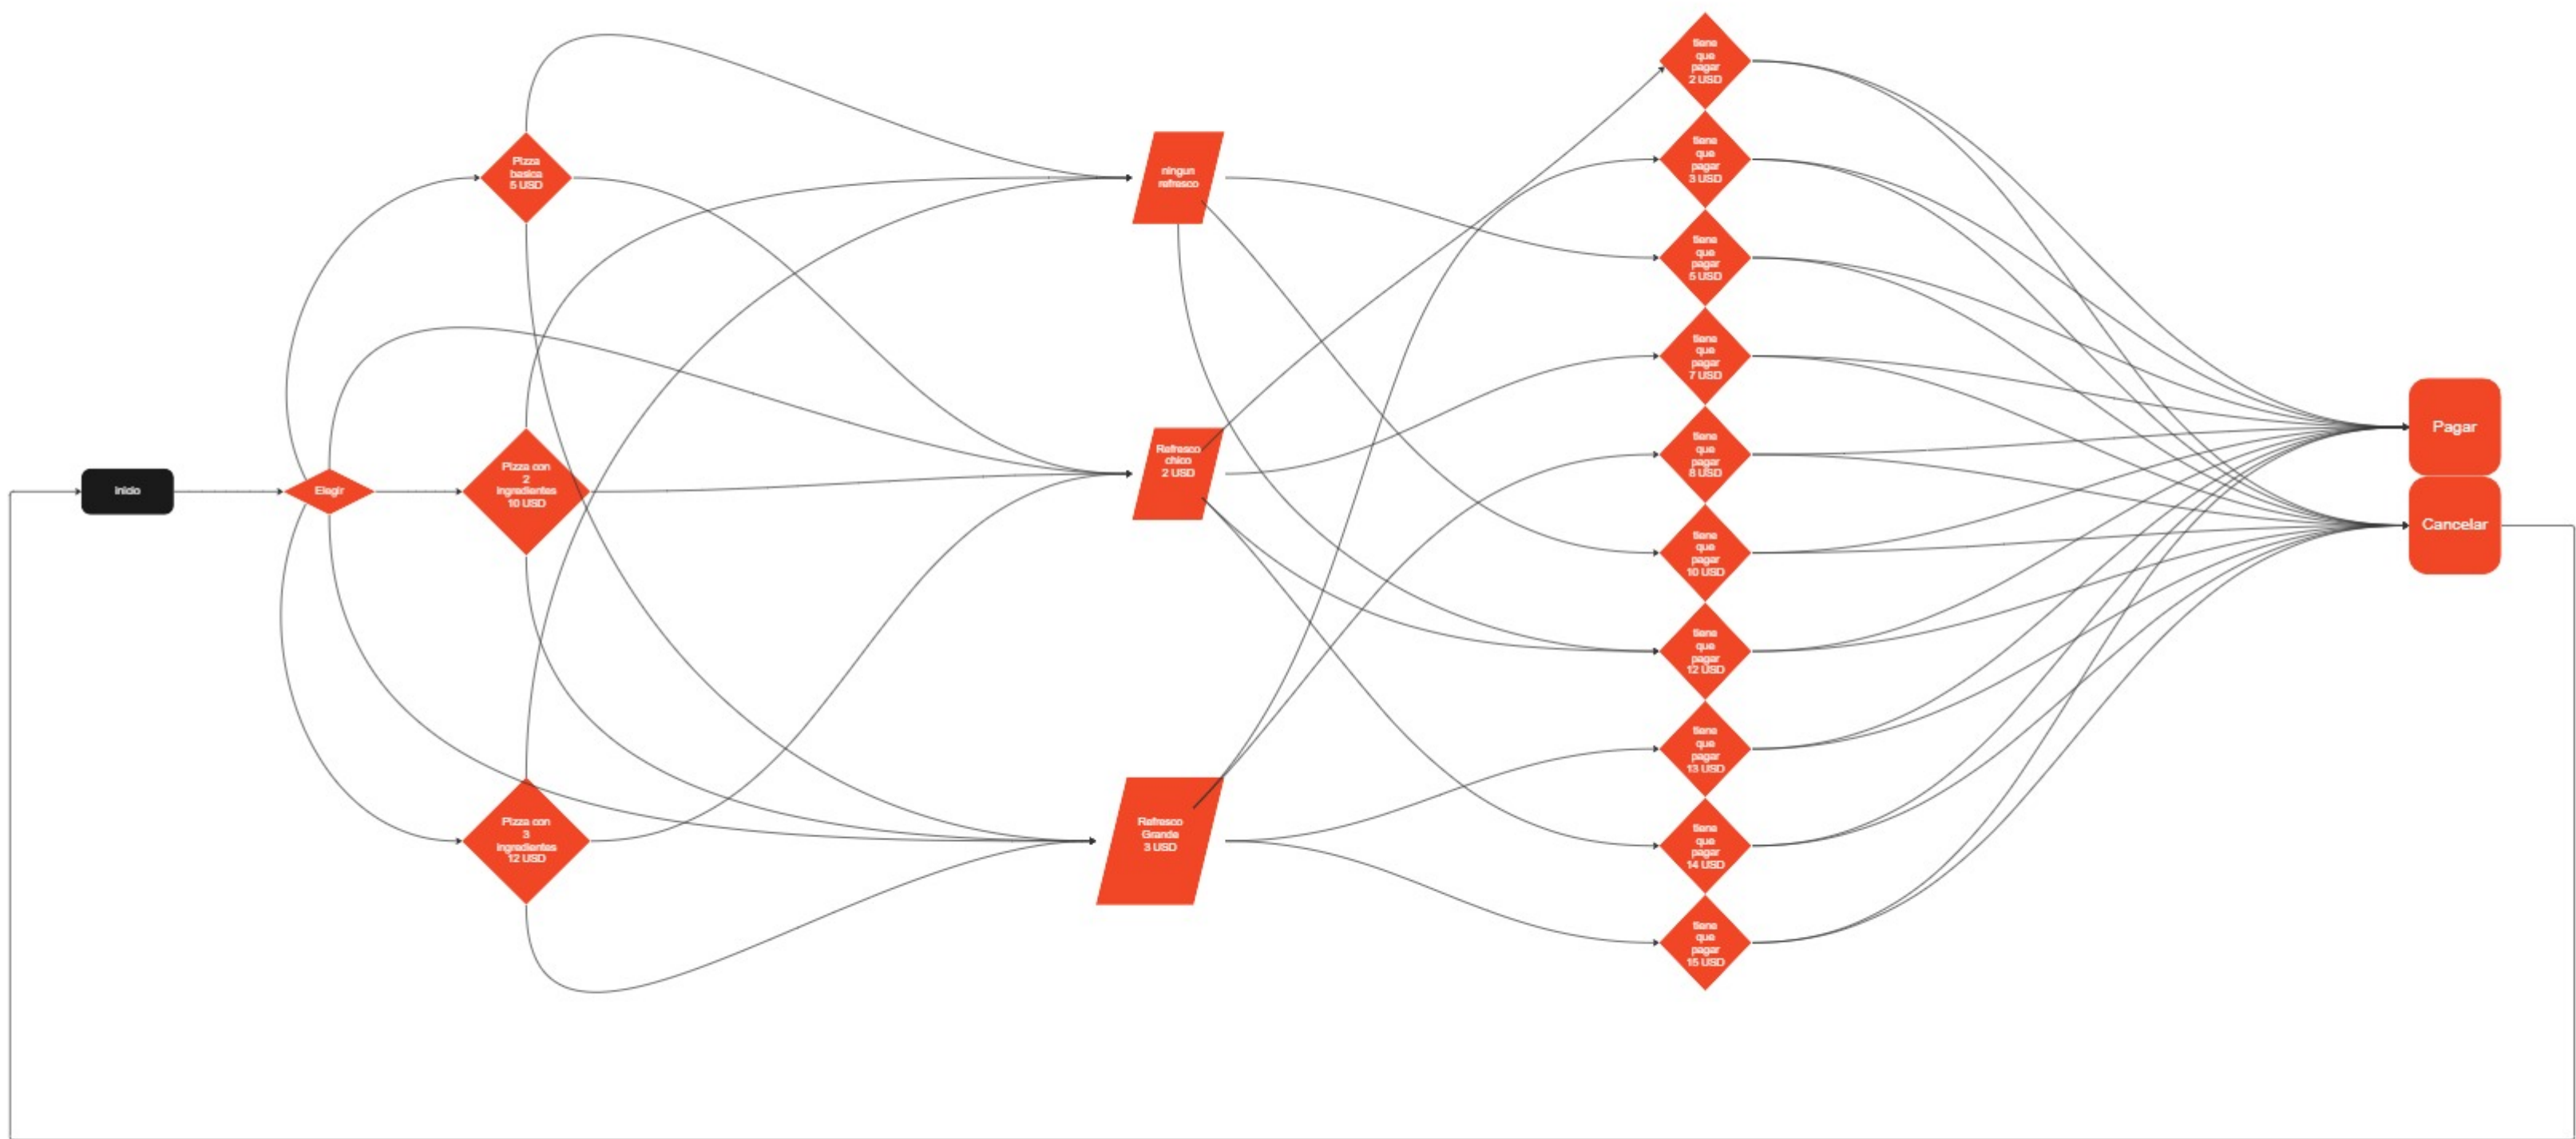 Inicio
Elegir
Pizza
basica
5 USD
Pizza con
2
ingredientes
10 USD
Pizza con
3
ingredientes
12 USD
ningun
refresco
Refresco
chico
2 USD
Refresco
Grande
3 USD
tiene
que
pagar
2 USD
tiene
que
pagar
3 USD
tiene
que
pagar
5 USD
tiene
que
pagar
7 USD
tiene
que
pagar
8 USD
tiene
que
pagar
10 USD
tiene
que
pagar
12 USD
tiene
que
pagar
13 USD
tiene
que
pagar
14 USD
tiene
que
pagar
15 USD
Pagar
Cancelar